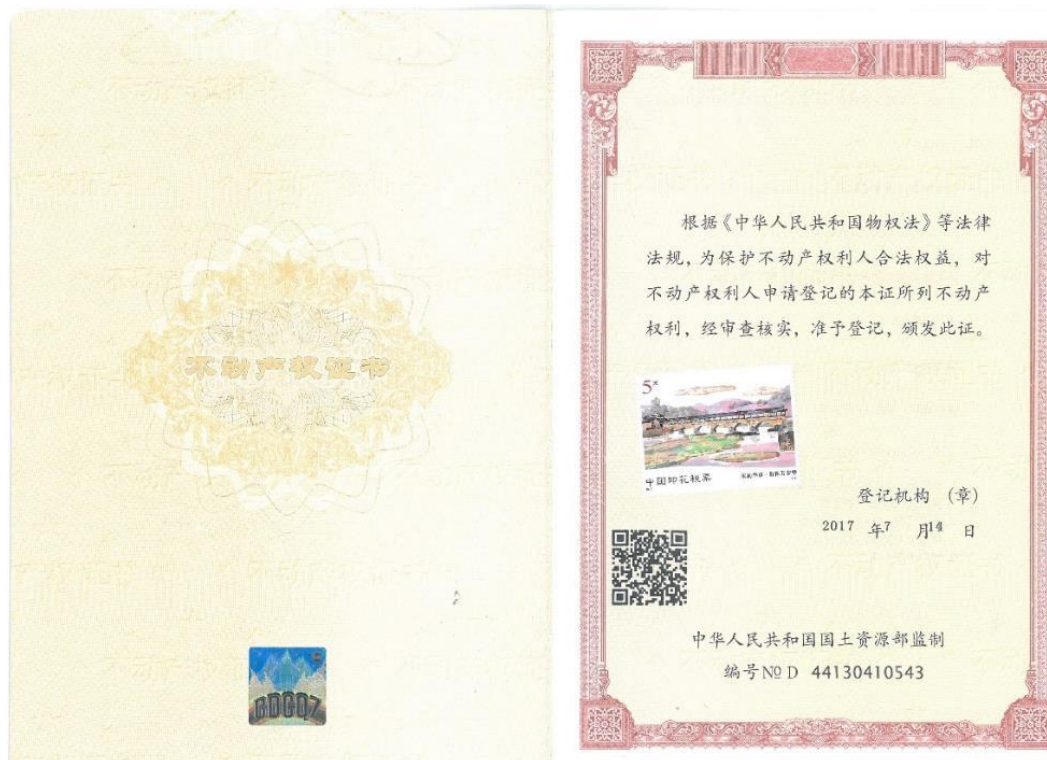 不动产权证书
BDCQZ
根据《中华人民共和国物权法》等法律
法规，为保护不动产权利人合法权益，对
不动产权利人申请登记的本证所列不动产
权利，经审查核实，准予登记，颁发此证。
5元
中国印花税票
登记机构 （章）
2017 年7 月14 日
中华人民共和国国土资源部监制
编号№ D 44130410543